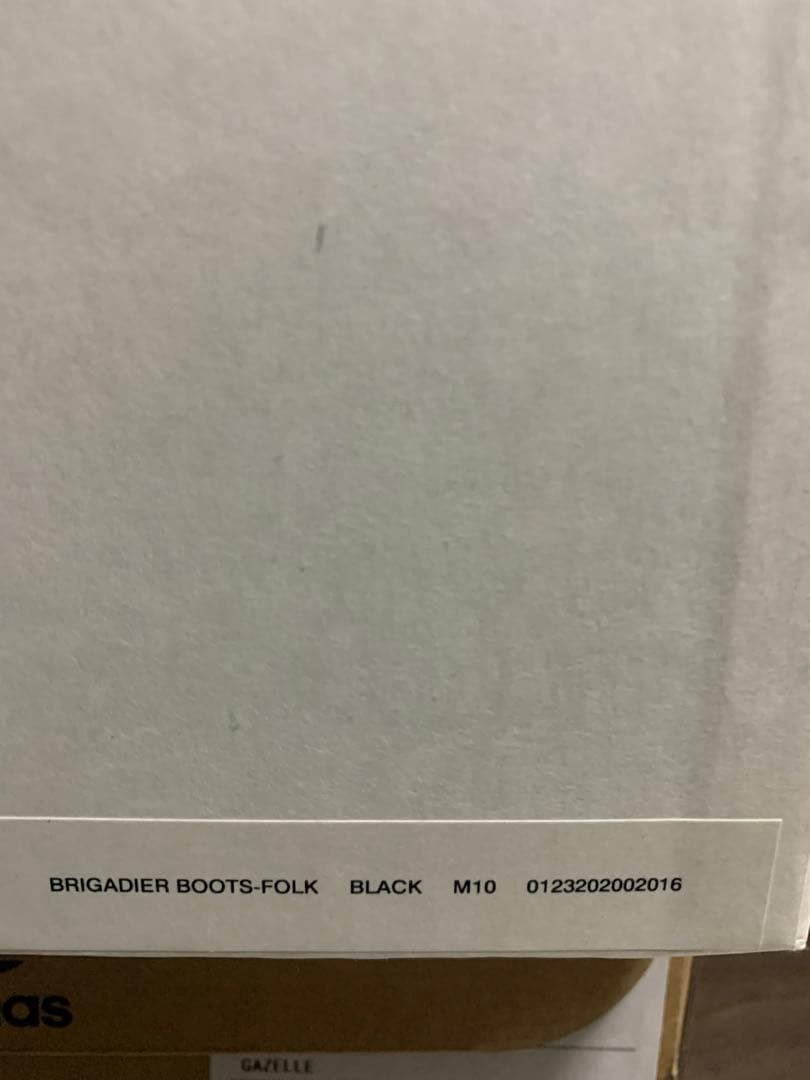 BRIGADIER BOOTS-FOLK BLACK M10 0123202002016
as
GAZELLE